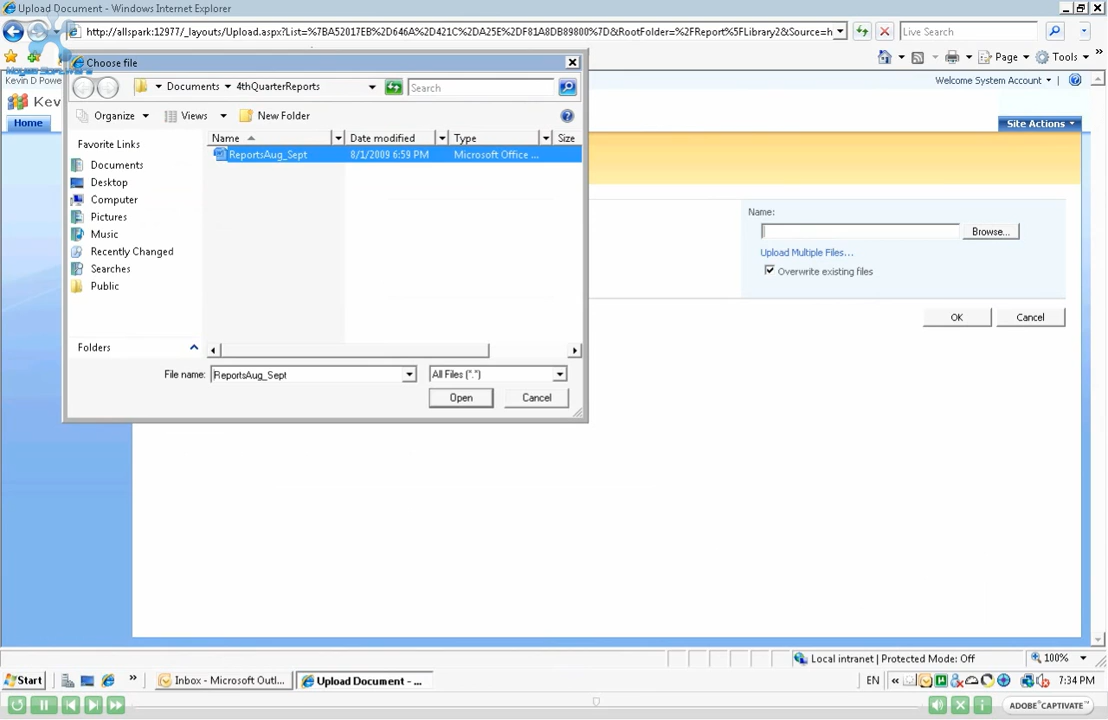 Upload Document - Windows Internet Explorer
http://allspark:12977/_layouts/Upload.aspx?List=%7BA52017EB%2D646A%2D421C%2DA25E%2DF81A8DB89800%7D&RootFolder=%2FReport%5FLibrary2&Source=h
Live Search
Page
Tools
Kevin D Powe
Welcome System Account
Kev
Home
Site Actions
Choose file
Documents
4thQuarterReports
Search
Organize
Views
New Folder
Favorite Links
Documents
Desktop
Computer
Pictures
Music
Recently Changed
Searches
Public
Folders
Name
Date modified
Type
Size
ReportsAug_Sept
8/1/2009 6:59 PM
Microsoft Office ...
File name:
ReportsAug_Sept
All Files (*.*)
Open
Cancel
Name:
Browse...
Upload Multiple Files...
Overwrite existing files
OK
Cancel
Local intranet | Protected Mode: Off
100%
Start
Inbox - Microsoft Outl...
Upload Document - ...
EN
7:34 PM
ADOBE® CAPTIVATE™